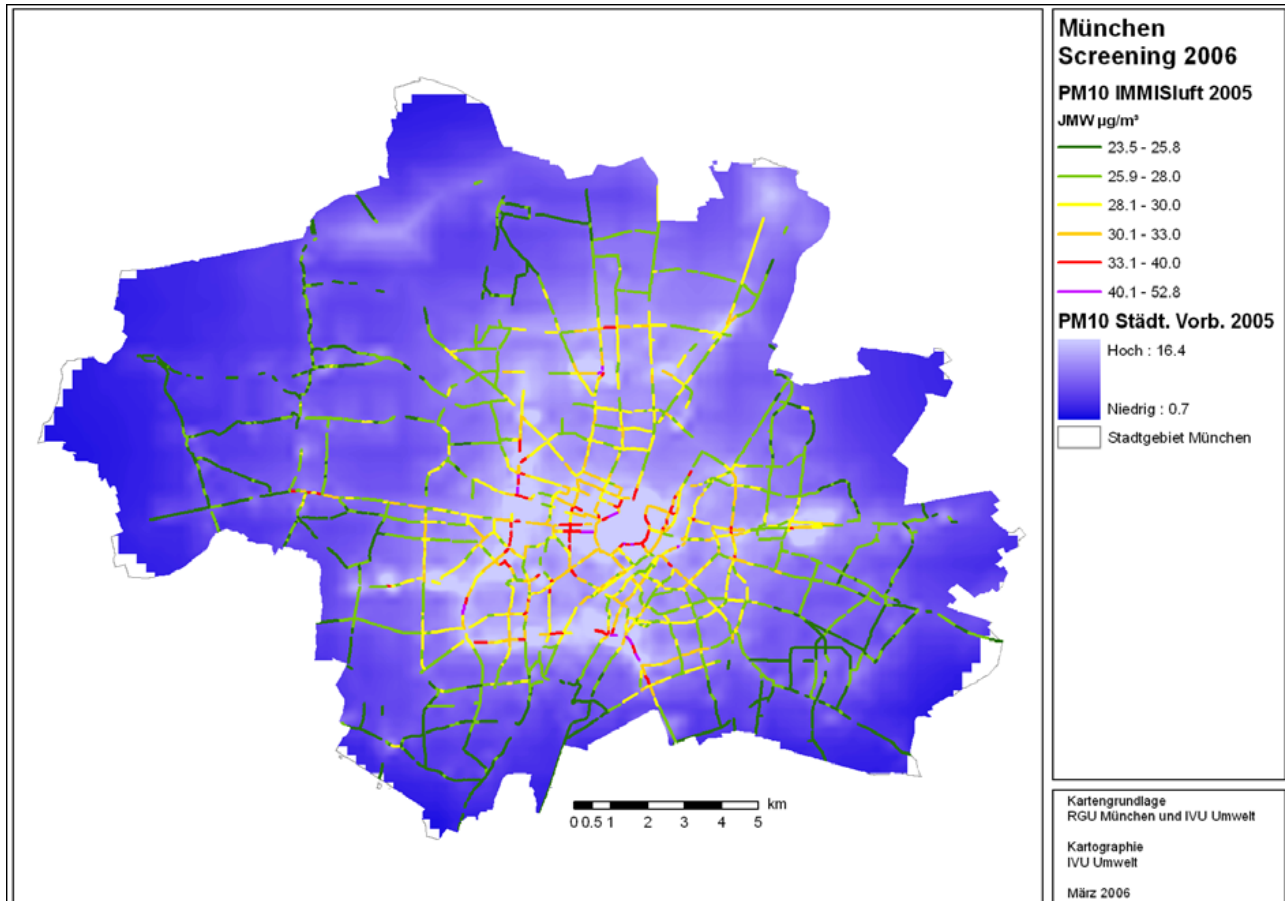 München
Screening 2006
PM10 IMMISluft 2005
JMW µg/m³
23.5 - 25.8
25.9 - 28.0
28.1 - 30.0
30.1 - 33.0
33.1 - 40.0
40.1 - 52.8
PM10 Städt. Vorb. 2005
Hoch : 16.4
Niedrig : 0.7
Stadtgebiet München
km
0 0.5 1 2 3 4 5
Kartengrundlage
RGU München und IVU Umwelt
Kartographie
IVU Umwelt
März 2006